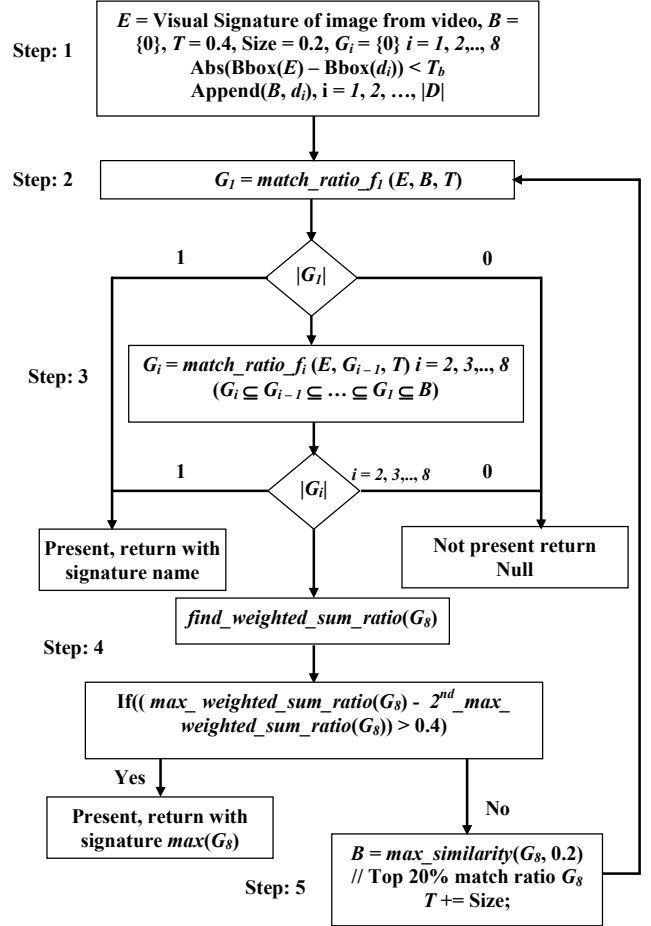 Step: 1
E = Visual Signature of image from video, B =
{0}, T = 0.4, Size = 0.2, Gᵢ = {0} i = 1, 2,.., 8
Abs(Bbox(E) – Bbox(dᵢ)) < T_b
Append(B, dᵢ), i = 1, 2, …, |D|
Step: 2
G₁ = match_ratio_f₁ (E, B, T)
1
|G₁|
0
Step: 3
Gᵢ = match_ratio_fᵢ (E, Gᵢ₋₁, T) i = 2, 3,.., 8
(Gᵢ ⊆ Gᵢ₋₁ ⊆ … ⊆ G₁ ⊆ B)
1
|Gᵢ|
i = 2, 3,.., 8
0
Present, return with
signature name
Not present return
Null
find_weighted_sum_ratio(G₈)
Step: 4
If(( max_ weighted_sum_ratio(G₈) - 2ⁿᵈ_max_
weighted_sum_ratio(G₈)) > 0.4)
Yes
No
Present, return with
signature max(G₈)
Step: 5
B = max_similarity(G₈, 0.2)
// Top 20% match ratio G₈
T += Size;